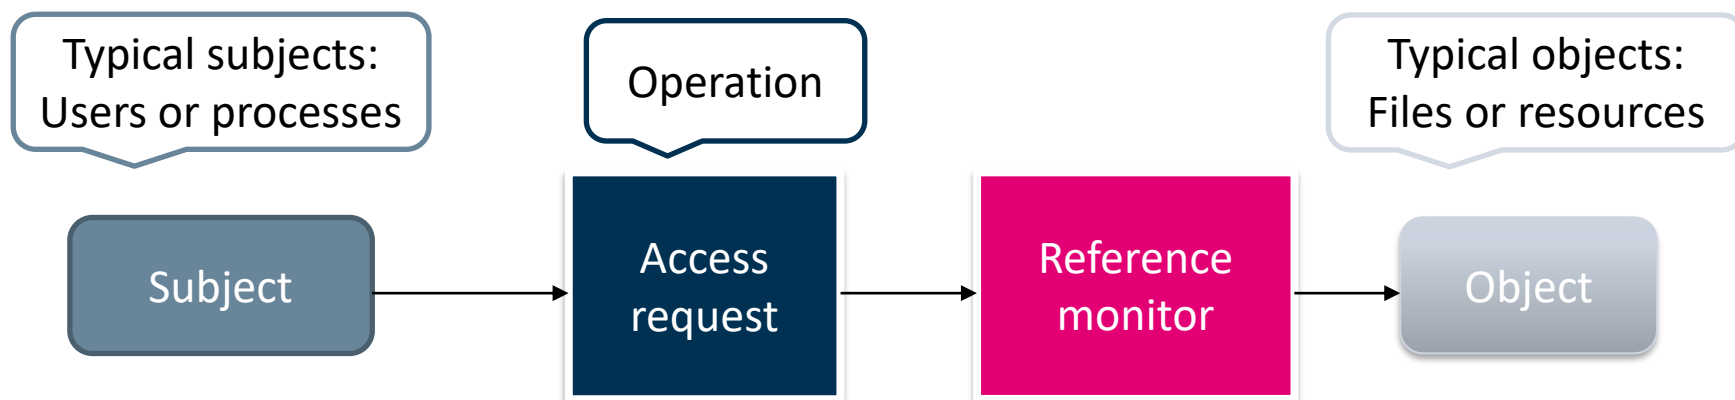 Typical subjects:
Users or processes
Operation
Typical objects:
Files or resources
Subject
Access
request
Reference
monitor
Object